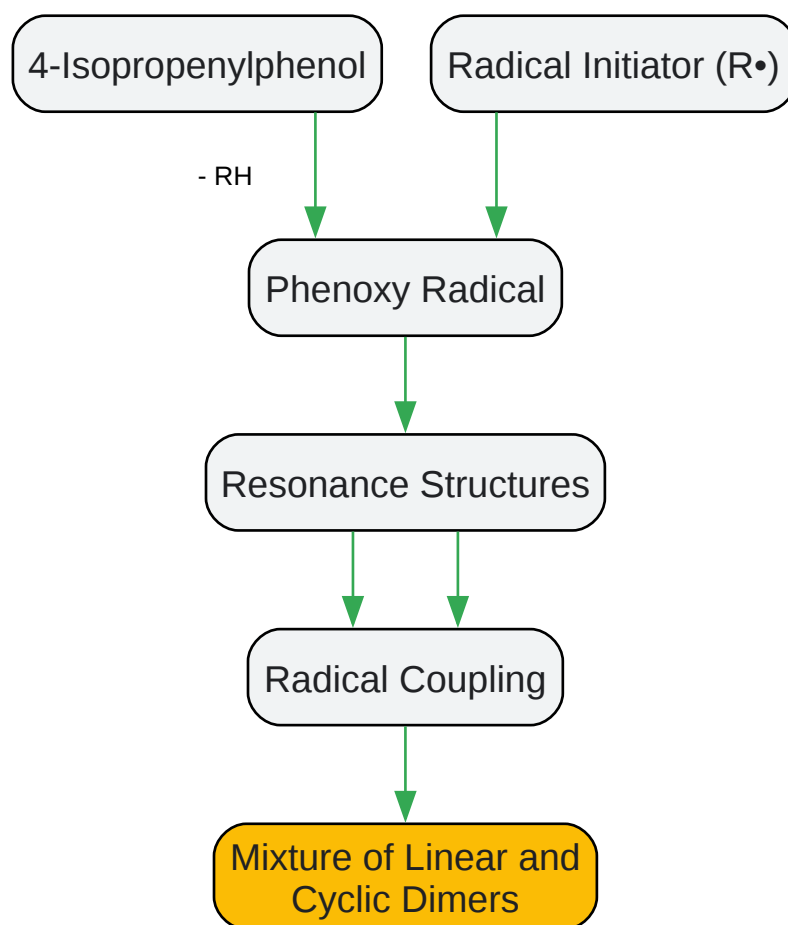 4-Isopropenylphenol
Radical Initiator (R•)
- RH
Phenoxy Radical
Resonance Structures
Radical Coupling
Mixture of Linear and
Cyclic Dimers